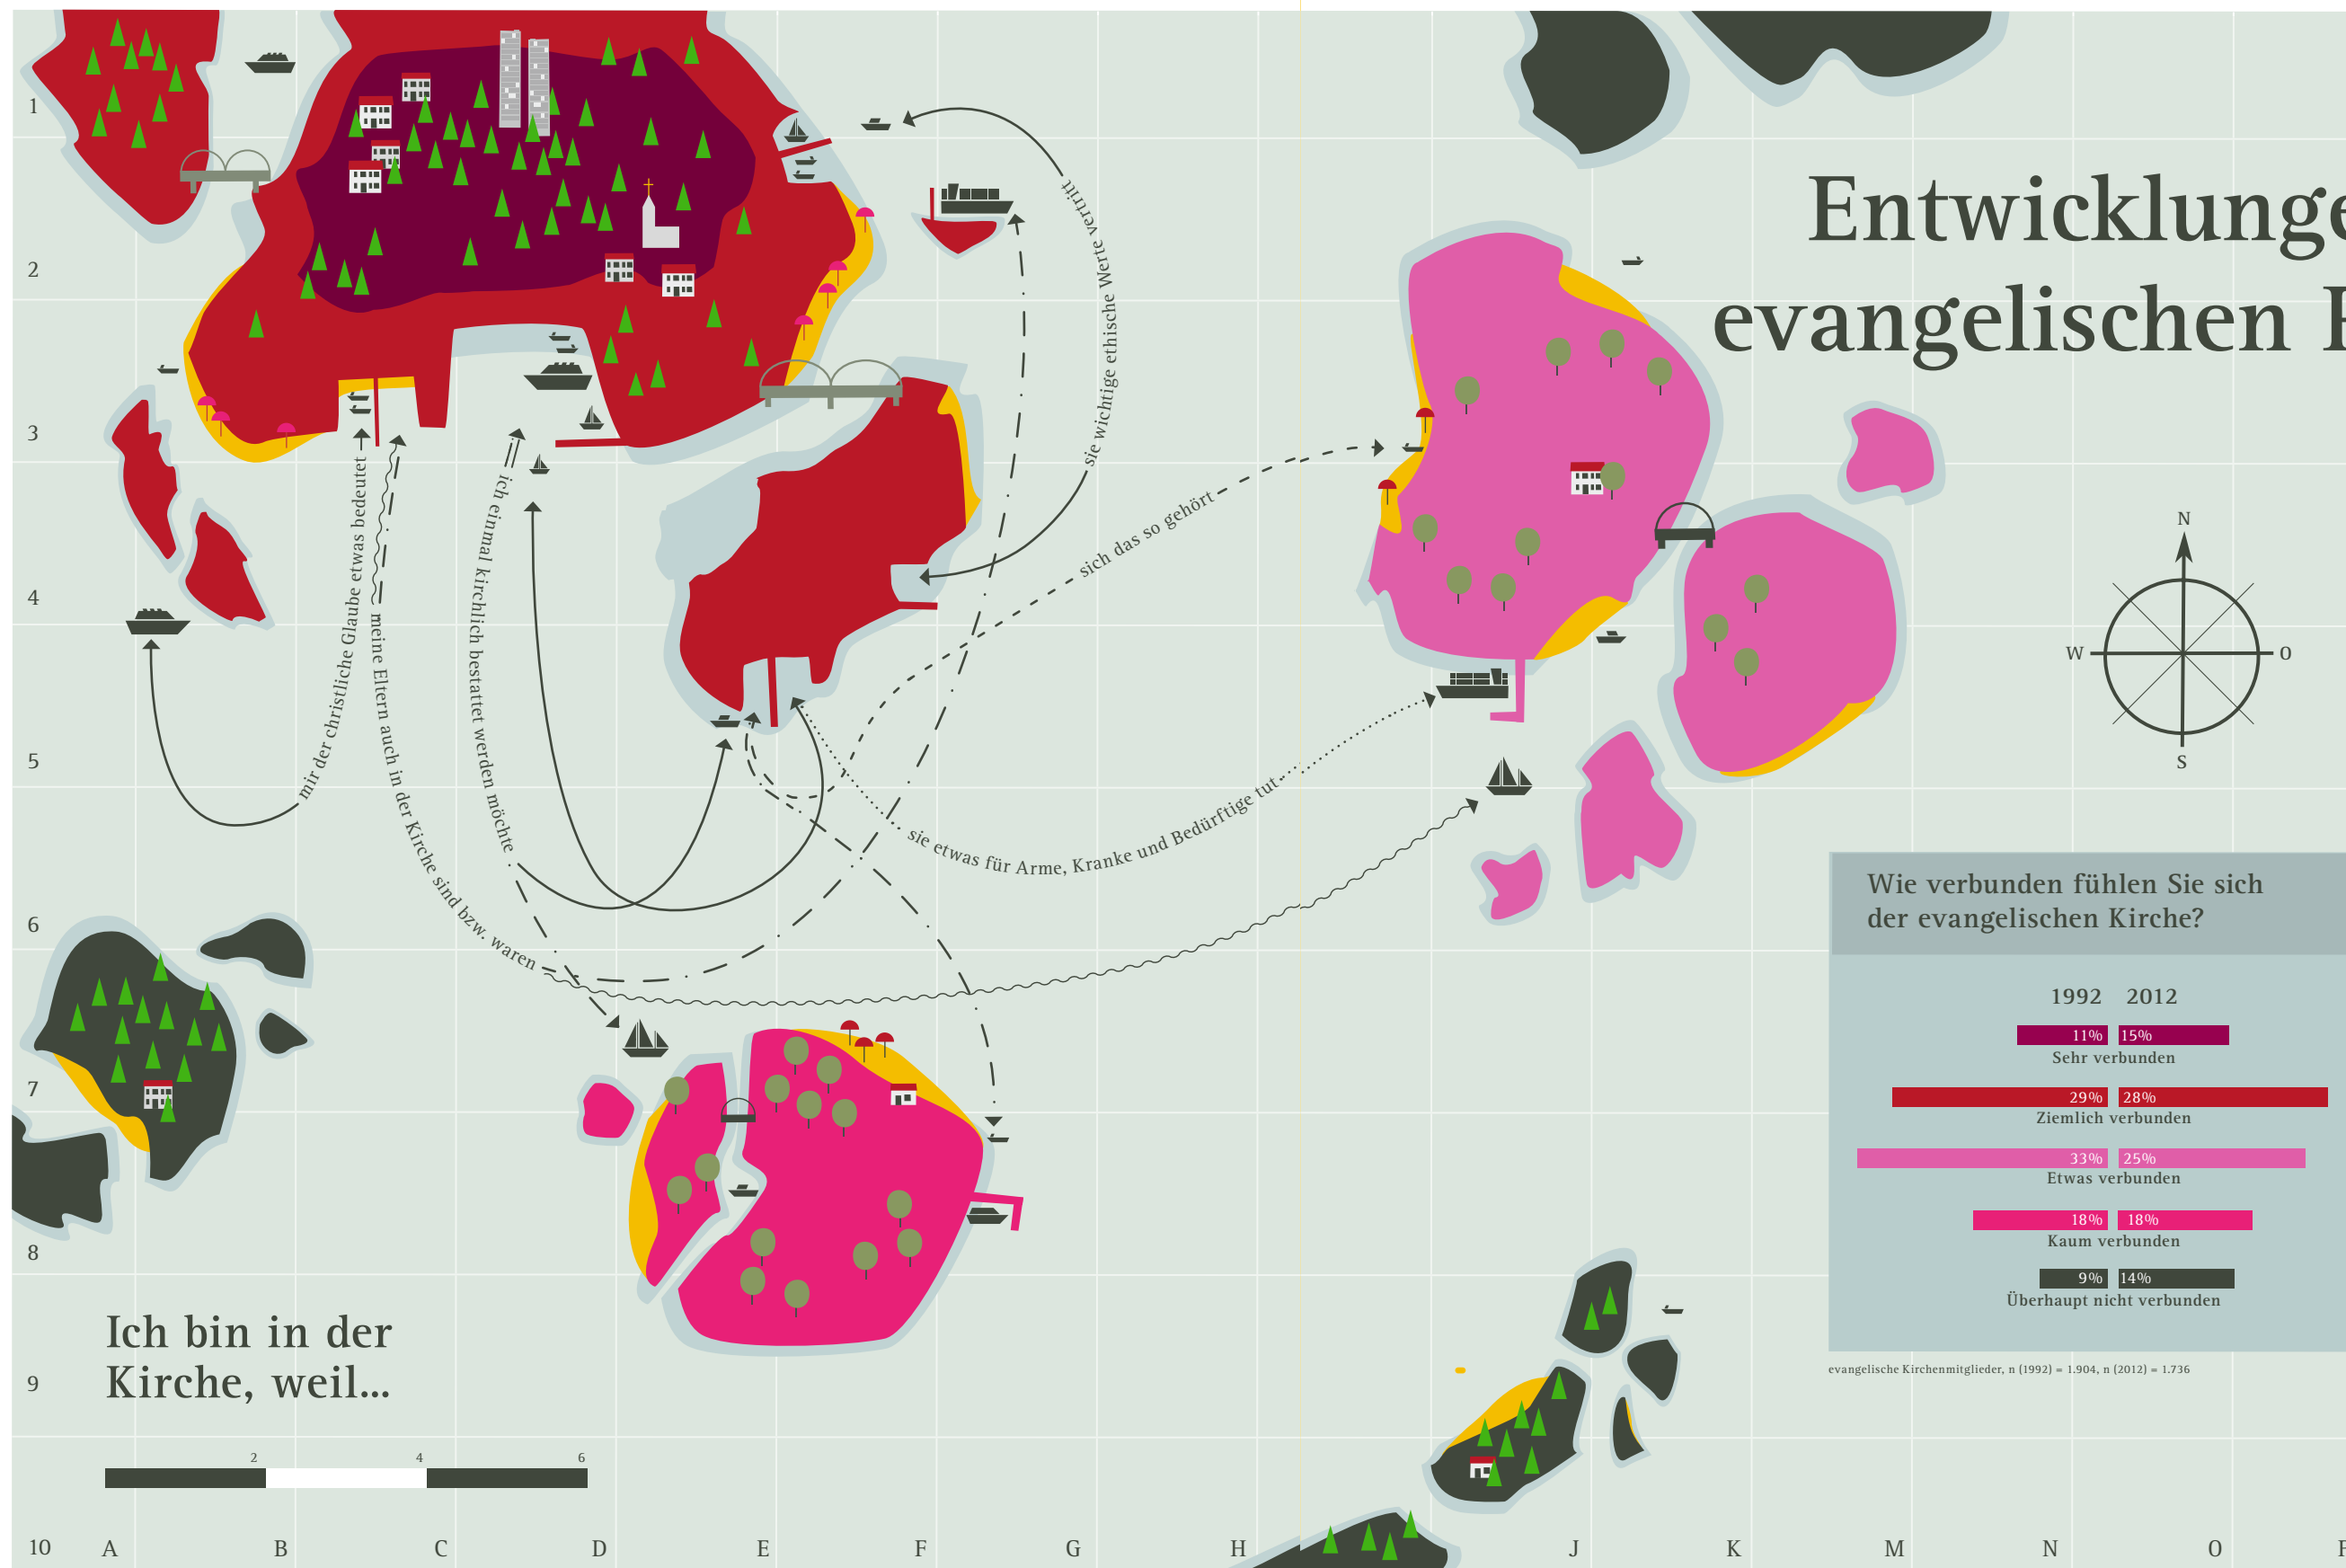 Entwicklunge
evangelischen
1
2
3
4
5
6
7
8
9
10
sie wichtige ethische Werte vertritt
mir der christliche Glaube etwas bedeutet
meine Eltern auch in der Kirche sind bzw. waren
ich einmal kirchlich bestattet werden möchte
sich das so gehört
sie etwas für Arme, Kranke und Bedürftige tut
N
W
O
S
Wie verbunden fühlen Sie sich
der evangelischen Kirche?
1992 2012
11% 15%
Sehr verbunden
29% 28%
Ziemlich verbunden
33% 25%
Etwas verbunden
18% 18%
Kaum verbunden
9% 14%
Überhaupt nicht verbunden
evangelische Kirchenmitglieder, n (1992) = 1.904, n (2012) = 1.736
Ich bin in der
Kirche, weil...
2 4 6
A B C D E F G H J K M N O